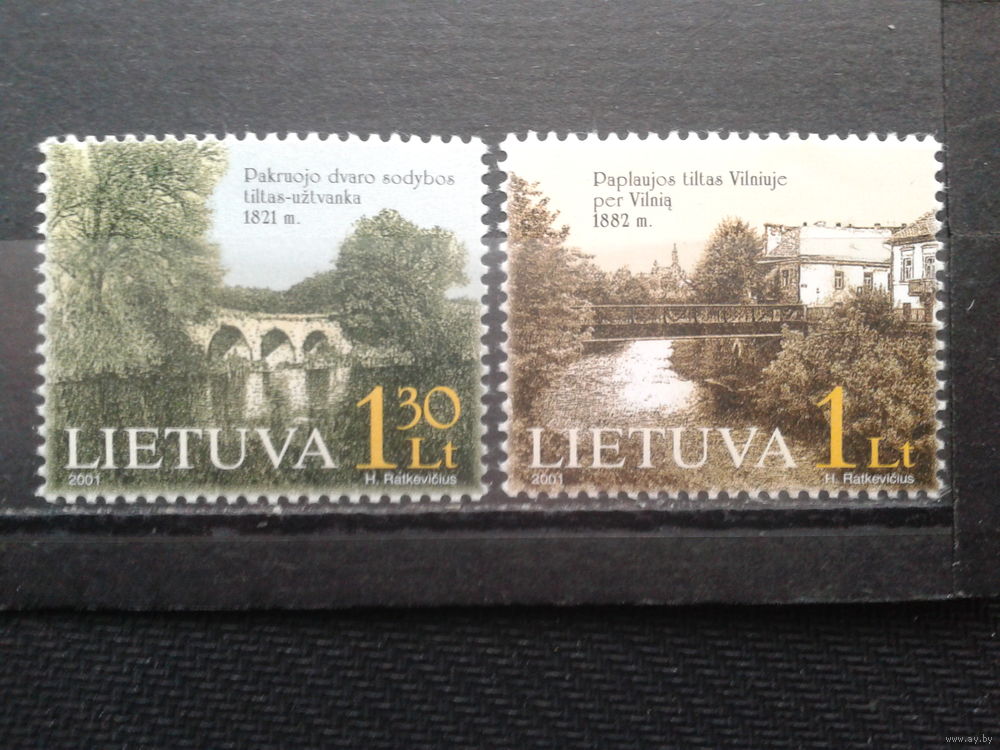 Pakruojo dvaro sodybos
tiltas-užtvanka
1821 m.
LIETUVA 1 30 Lt
2001 H. Ratkevičius
Paplaujos tiltas Vilniuje
per Vilnią
1882 m.
LIETUVA 1 Lt
2001 H. Ratkevičius
www.ay.by